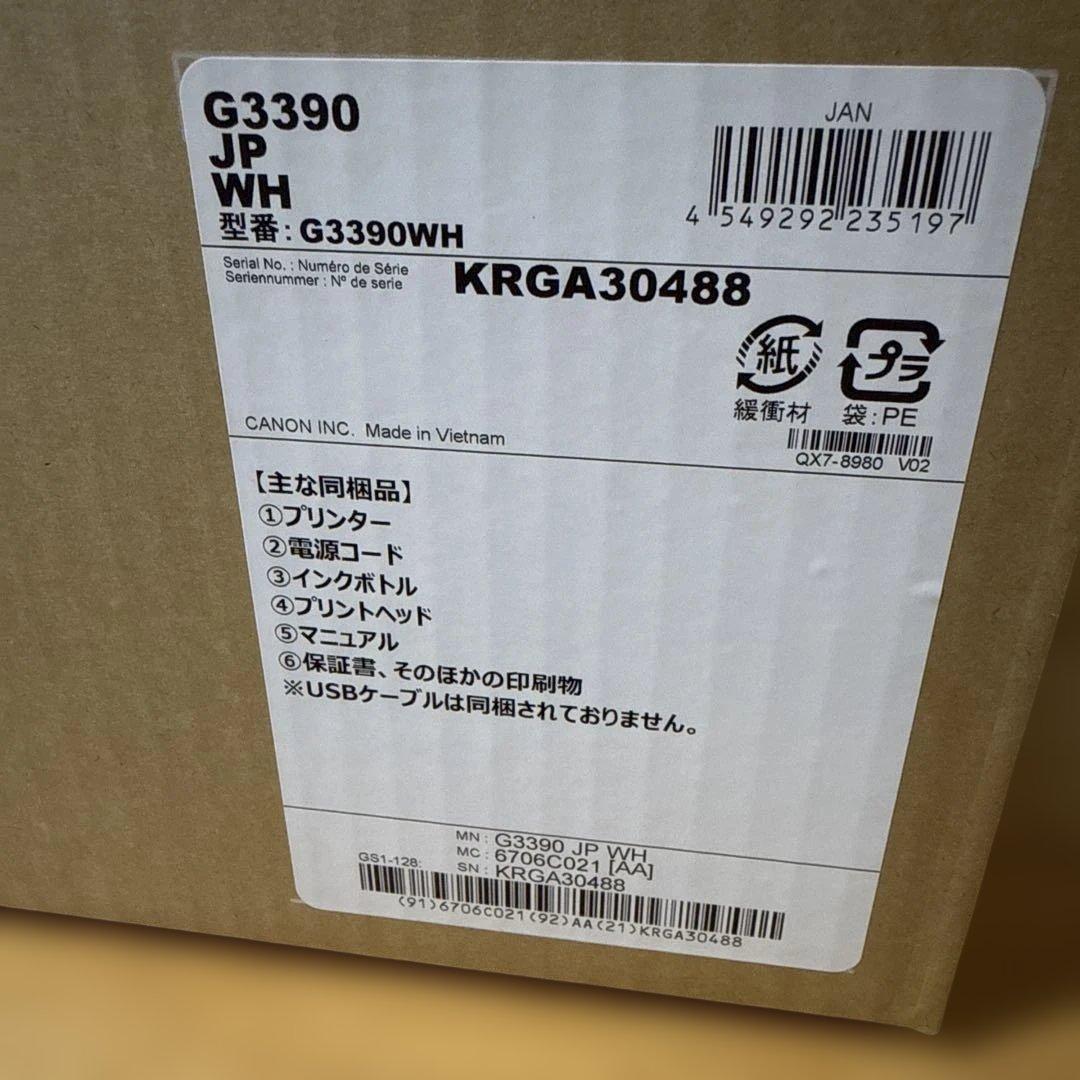 G3390
JP
WH
型番: G3390WH
JAN
4 549292 235197
Serial No. : Numéro de Série
Seriennummer : Nº de serie
KRGA30488
紙
プラ
緩衝材
袋:PE
CANON INC. Made in Vietnam
QX7-8980 V02
【主な同梱品】
①プリンター
②電源コード
③インクボトル
④プリントヘッド
⑤マニュアル
⑥保証書、そのほかの印刷物
※USBケーブルは同梱されておりません。
MN : G3390 JP WH
MC : 6706C021 [AA]
GS1-128: SN : KRGA30488
(91)6706C021(92)AA(21)KRGA30488